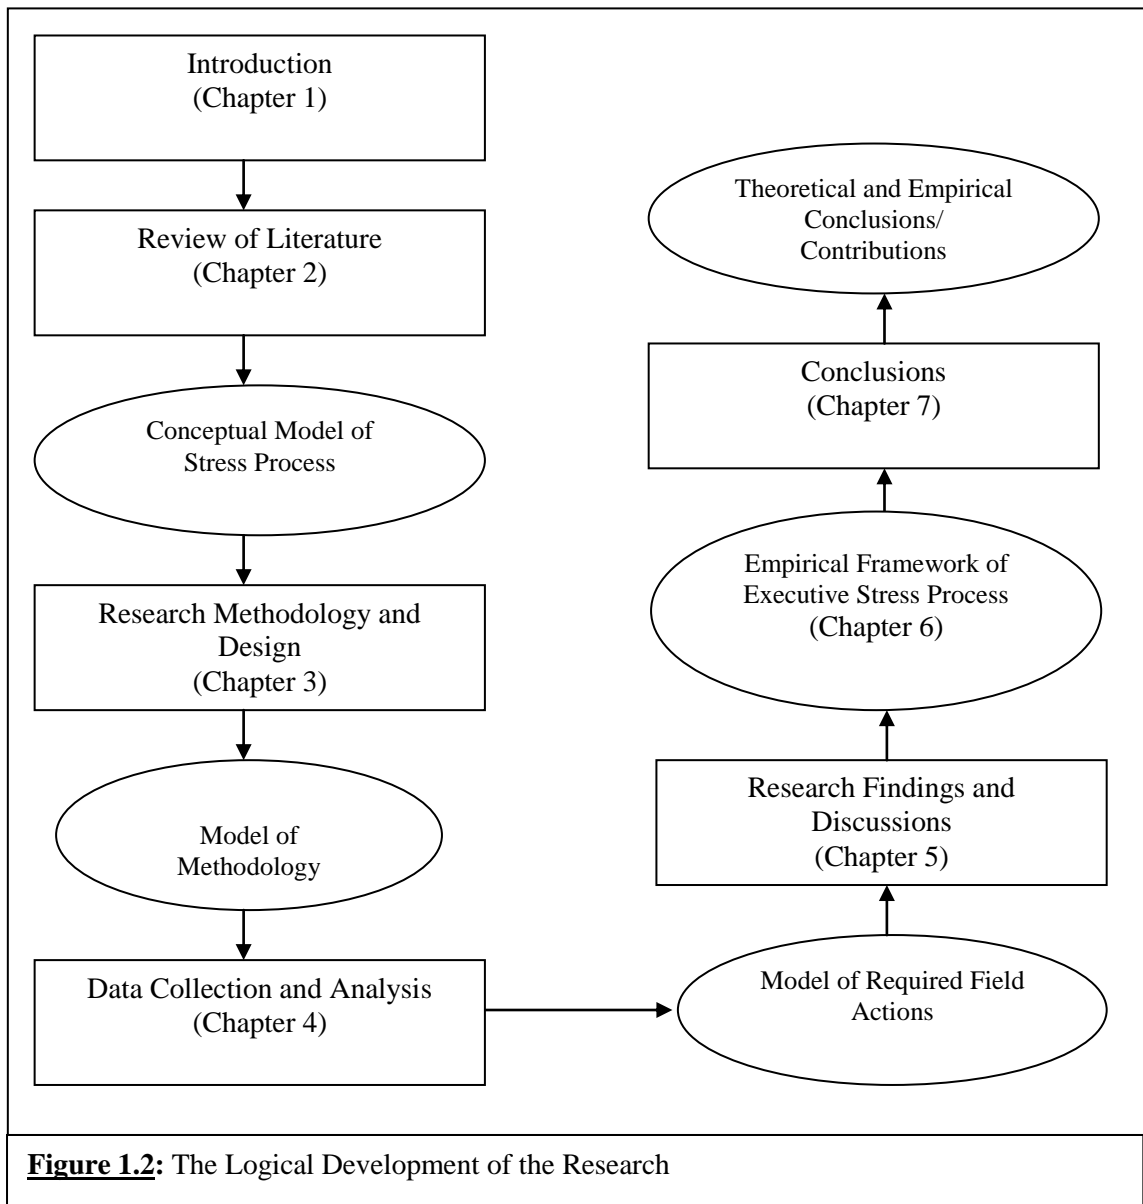 Introduction
(Chapter 1)
Review of Literature
(Chapter 2)
Conceptual Model of
Stress Process
Research Methodology and
Design
(Chapter 3)
Model of
Methodology
Data Collection and Analysis
(Chapter 4)
Model of Required Field
Actions
Research Findings and
Discussions
(Chapter 5)
Empirical Framework of
Executive Stress Process
(Chapter 6)
Conclusions
(Chapter 7)
Theoretical and Empirical
Conclusions/
Contributions
Figure 1.2: The Logical Development of the Research